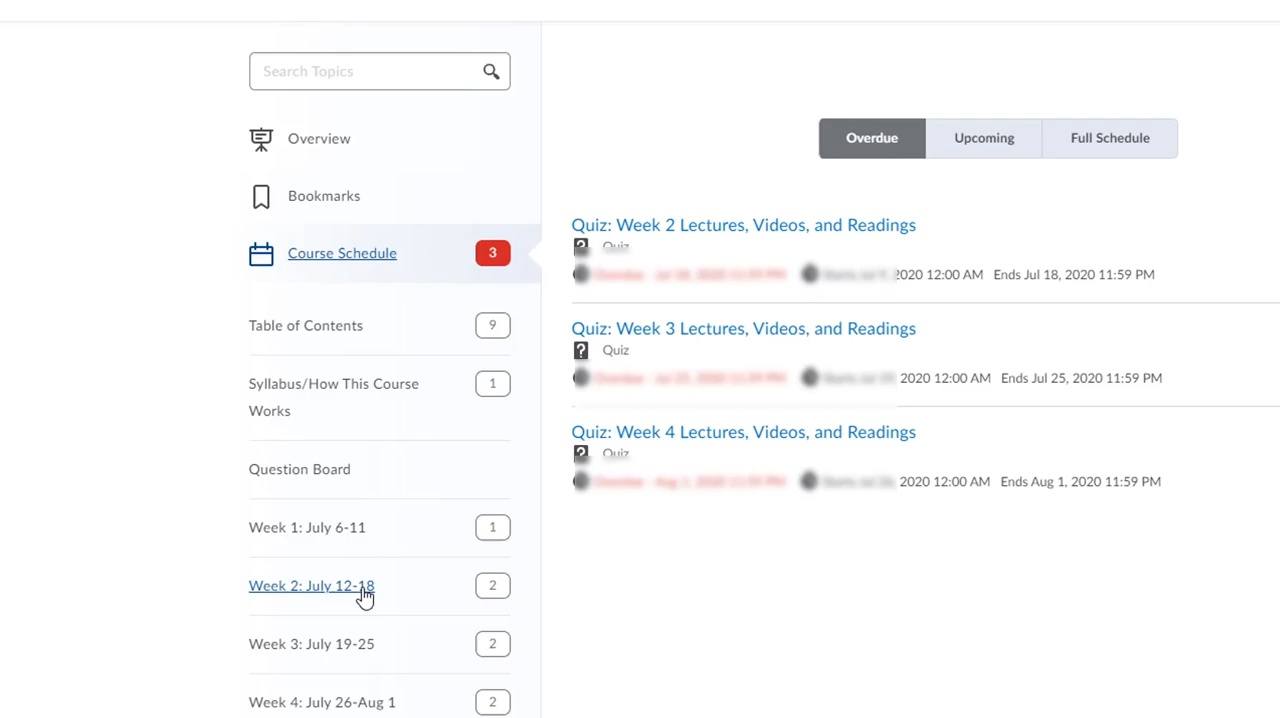 Search Topics
Overview
Bookmarks
Course Schedule 3
Table of Contents 9
Syllabus/How This Course
Works 1
Question Board
Week 1: July 6-11 1
Week 2: July 12-18 2
Week 3: July 19-25 2
Week 4: July 26-Aug 1 2
Overdue Upcoming Full Schedule
Quiz: Week 2 Lectures, Videos, and Readings
Quiz
2020 12:00 AM Ends Jul 18, 2020 11:59 PM
Quiz: Week 3 Lectures, Videos, and Readings
Quiz
2020 12:00 AM Ends Jul 25, 2020 11:59 PM
Quiz: Week 4 Lectures, Videos, and Readings
Quiz
2020 12:00 AM Ends Aug 1, 2020 11:59 PM